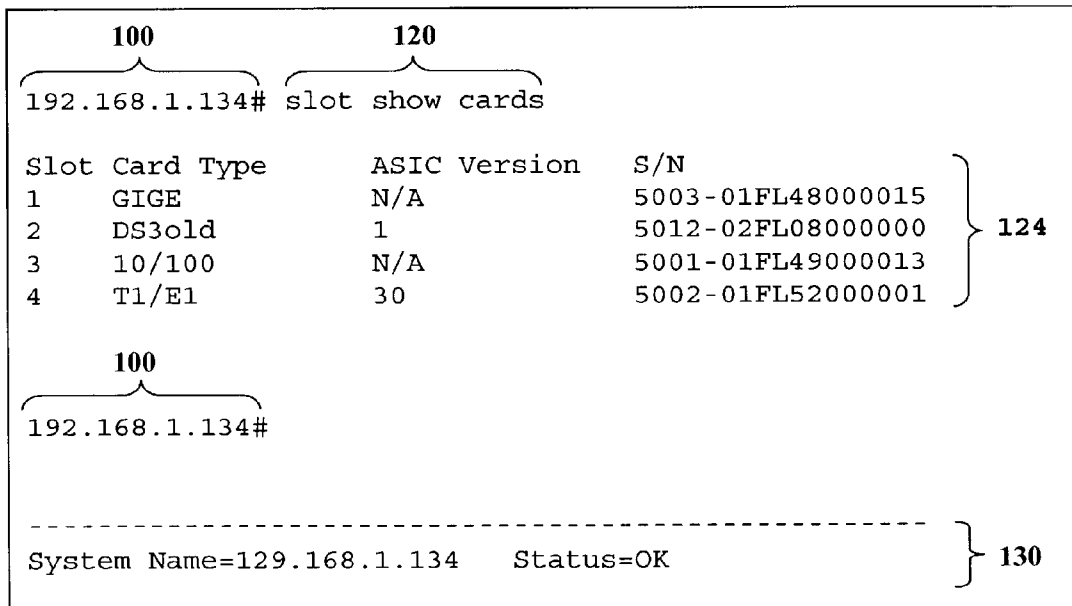 100 120
192.168.1.134# slot show cards
Slot Card Type ASIC Version S/N
1 GIGE N/A 5003-01FL48000015
2 DS3old 1 5012-02FL08000000
3 10/100 N/A 5001-01FL49000013
4 T1/E1 30 5002-01FL52000001
124
100
192.168.1.134#
System Name=129.168.1.134 Status=OK
130